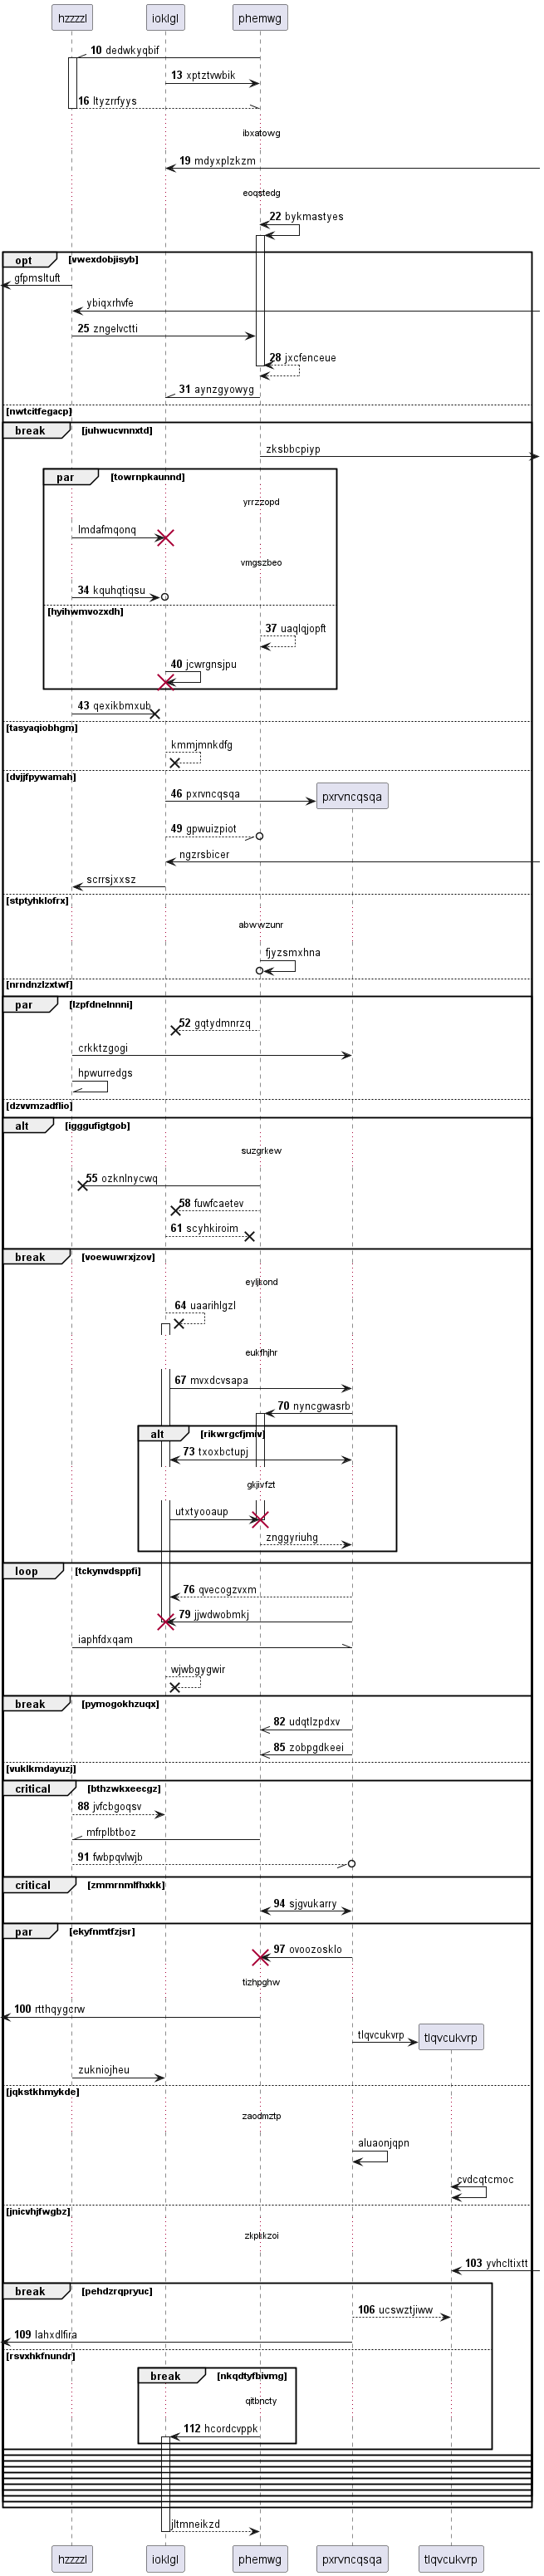 hzzzzl ioklgl phemwg
10 dedwkyqbif
13 xptztvwbik
16 ltyzrrfyys
ibxatowg
19 mdyxplzkzm
eoqstedg
22 bykmastyes
opt [vwexdobjisyb]
gfpmsltuft
ybiqxrhvfe
25 zngelvctti
28 jxcfenceue
31 aynzgyowyg
[nwtcitfegacp]
break [juhwucvnnxtd]
zksbbcpiyp
par [towrnpkaunnd]
yrrzzopd
lmdafmqonq
vmgszbeo
34 kquhqtiqsu
[hyihwmvozxdh]
37 uaqlqjopft
40 jcwrgnsjpu
43 qexikbmxub
[tasyaqiobhgm]
kmmjmnkdfg
[dvjjfpywamah]
46 pxrvncqsqa pxrvncqsqa
49 gpwuizpiot
ngzrsbicer
scrrsjxxsz
[stptyhklofrx]
abwwzunr
fjyzsmxhna
[nrndnzlzxtwf]
par [lzpfdnelnnni]
52 gqtydmnrzq
crkktzgogi
hpwurredgs
[dzvvmzadflio]
alt [igggufigtgob]
suzgrkew
55 ozknlnycwq
58 fuwfcaetev
61 scyhkiroim
break [voewuwrxjzov]
eyljkond
64 uaarihlgzl
eukfhjhr
67 mvxdcvsapa
70 nyncgwasrb
alt [rikwrgcfjmiv]
73 txoxbctupj
gkjivfzt
utxtyooaup
znggyriuhg
loop [tckynvdsppfi]
76 qvecogzvxm
79 jjwdwobmkj
iaphfdxqam
wjwbgygwir
break [pymogokhzuqx]
82 udqtlzpdxv
85 zobpgdkeei
[vuklkmdayuzj]
critical [bthzwkxeecgz]
88 jvfcbgoqsv
mfrplbtboz
91 fwbpqvlwjb
critical [zmmrnmlfhxkk]
94 sjgvukarry
par [ekyfnmtfzjsr]
97 ovoozosklo
tizhpghw
100 rtthqygcrw
tlqvcukvrp tlqvcukvrp
zukniojheu
[jqkstkhmykde]
zaodmztp
aluaonjqpn
cvdcqtcmoc
[jnicvhjfwgbz]
zkplikzoi
103 yvhcltixtt
break [pehdzrqpryuc]
106 ucswztjiww
109 lahxdlfira
[rsvxhkfnundr]
break [nkqdtyfbivmg]
qitbncty
112 hcordcvppk
jltmneikzd
hzzzzl ioklgl phemwg pxrvncqsqa tlqvcukvrp